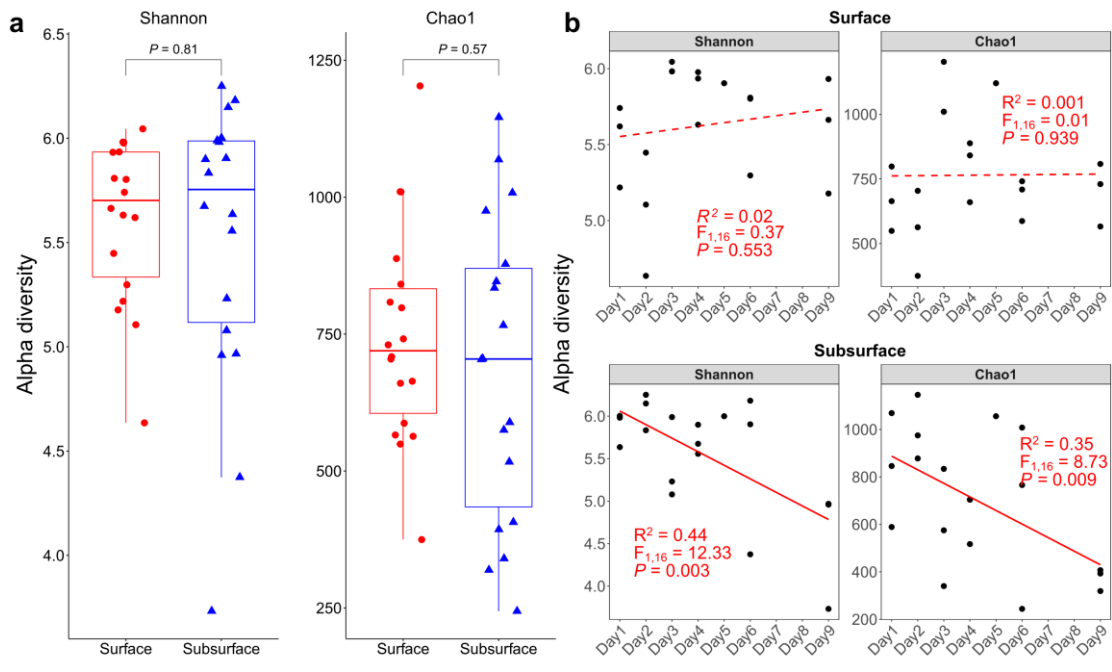 a
Shannon
Chao1
Alpha diversity
6.5
6.0
5.5
5.0
4.5
4.0
P = 0.81
Surface
Subsurface
1250
1000
750
500
250
P = 0.57
Surface
Subsurface
b
Surface
Alpha diversity
Shannon
6.0
5.5
5.0
R² = 0.02
F1,16 = 0.37
P = 0.553
Day1
Day2
Day3
Day4
Day5
Day6
Day7
Day8
Day9
Chao1
1000
750
500
R² = 0.001
F1,16 = 0.01
P = 0.939
Day1
Day2
Day3
Day4
Day5
Day6
Day7
Day8
Day9
Subsurface
Shannon
6.0
5.5
5.0
4.5
4.0
R² = 0.44
F1,16 = 12.33
P = 0.003
Day1
Day2
Day3
Day4
Day5
Day6
Day7
Day8
Day9
Chao1
1000
800
600
400
200
R² = 0.35
F1,16 = 8.73
P = 0.009
Day1
Day2
Day3
Day4
Day5
Day6
Day7
Day8
Day9